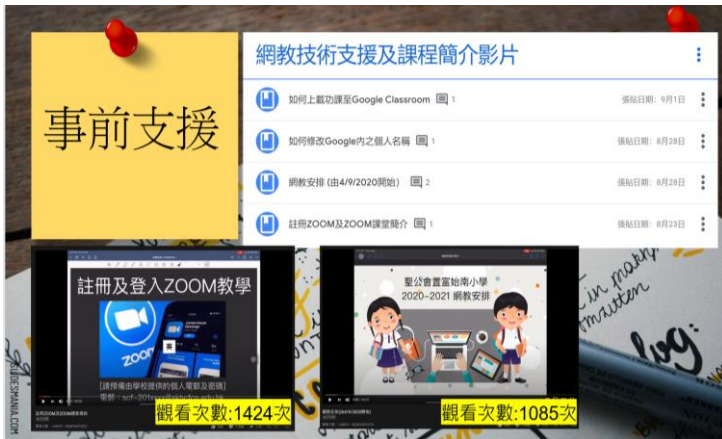 事前支援
網教技術支援及課程簡介影片
如何上載功課至Google Classroom 1
張貼日期：9月1日
如何修改Google內之個人名稱 1
張貼日期：8月28日
網教安排 (由4/9/2020開始） 2
張貼日期：8月28日
註冊ZOOM及ZOOM課堂簡介 1
張貼日期：8月23日
註冊及登入ZOOM教學
zoom
[請預備由學校提供的個人電郵及密碼]
觀看次數:1424次
聖公會置富始南小學
2020-2021 網教安排
觀看次數:1085次
in
written
log:
SLIDESMANIA.COM